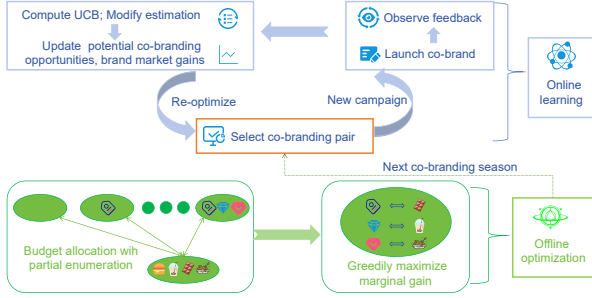 Compute UCB; Modify estimation
Update potential co-branding
opportunities, brand market gains
Observe feedback
Launch co-brand
Online
learning
Re-optimize
New campaign
Select co-branding pair
Next co-branding season
Budget allocation wih
partial enumeration
Greedily maximize
marginal gain
Offline
optimization